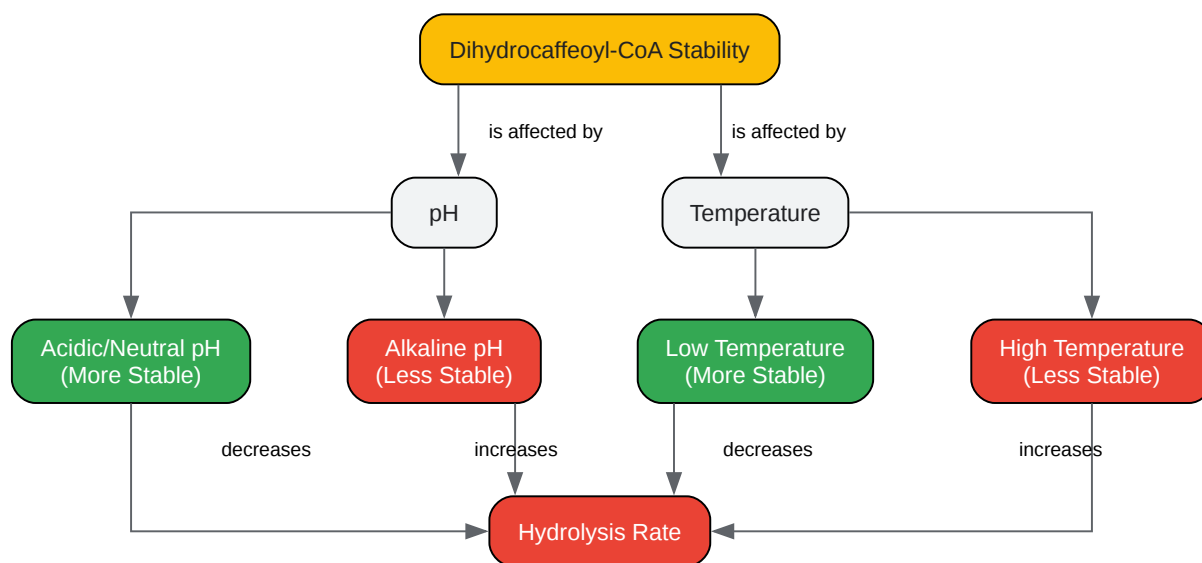 Dihydrocaffeoyl-CoA Stability
is affected by
is affected by
pH
Temperature
Acidic/Neutral pH
(More Stable)
Alkaline pH
(Less Stable)
Low Temperature
(More Stable)
High Temperature
(Less Stable)
decreases
increases
decreases
increases
Hydrolysis Rate